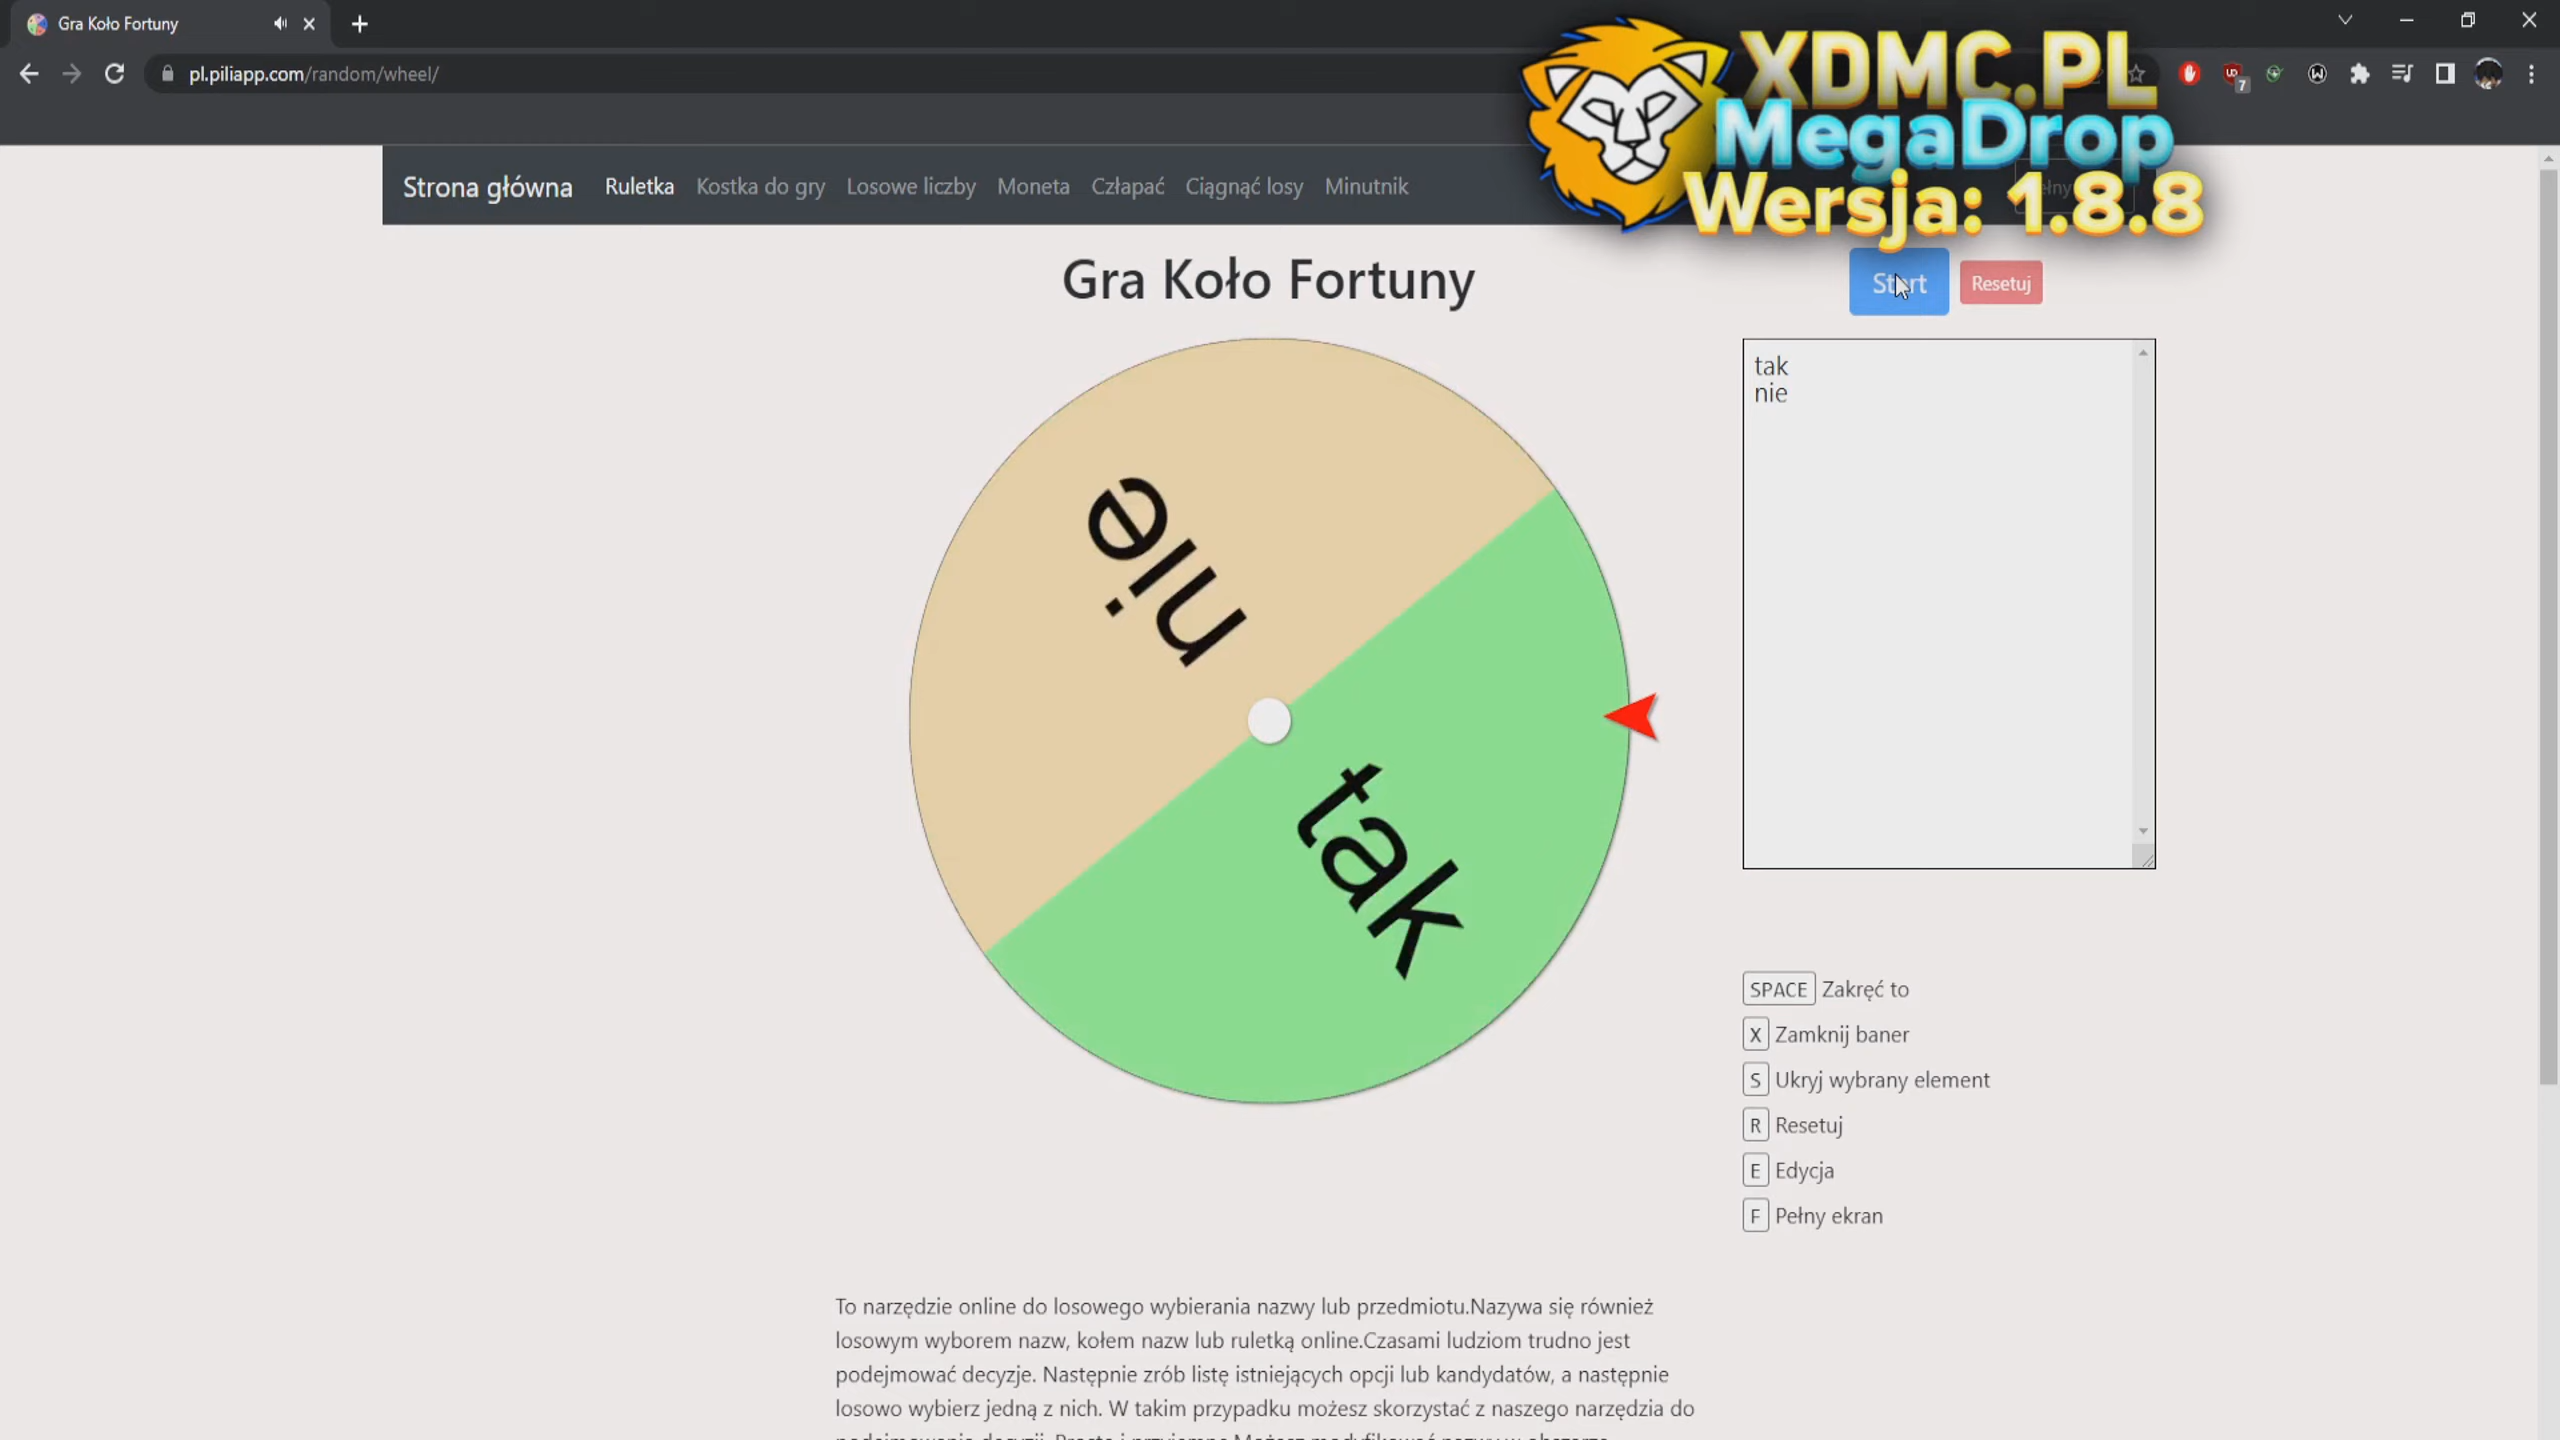 Gra Koło Fortuny
pl.piliapp.com/random/wheel/
XDMC.PL
MegaDrop
Wersja: 1.8.8
7
Strona główna Ruletka Kostka do gry Losowe liczby Moneta Człapać Ciągnąć losy Minutnik
Gra Koło Fortuny
Start Resetuj
tak
nie
nie
tak
SPACE Zakręć to
X Zamknij baner
S Ukryj wybrany element
R Resetuj
E Edycja
F Pełny ekran
To narzędzie online do losowego wybierania nazwy lub przedmiotu.Nazywa się również
losowym wyborem nazw, kołem nazw lub ruletką online.Czasami ludziom trudno jest
podejmować decyzje. Następnie zrób listę istniejących opcji lub kandydatów, a następnie
losowo wybierz jedną z nich. W takim przypadku możesz skorzystać z naszego narzędzia do